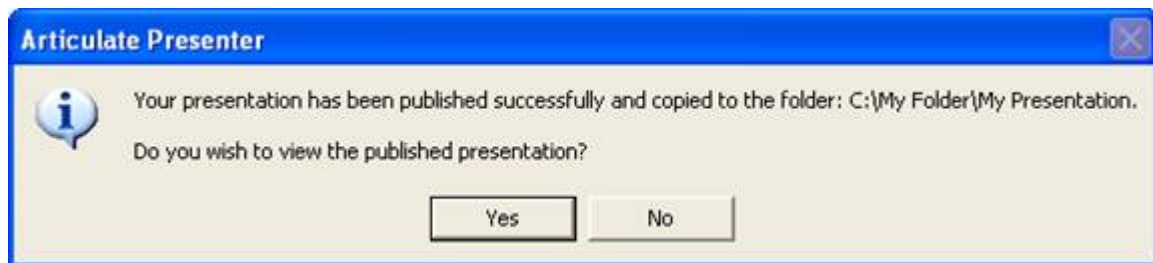 Articulate Presenter
Your presentation has been published successfully and copied to the folder: C:\My Folder\My Presentation.
Do you wish to view the published presentation?
Yes
No